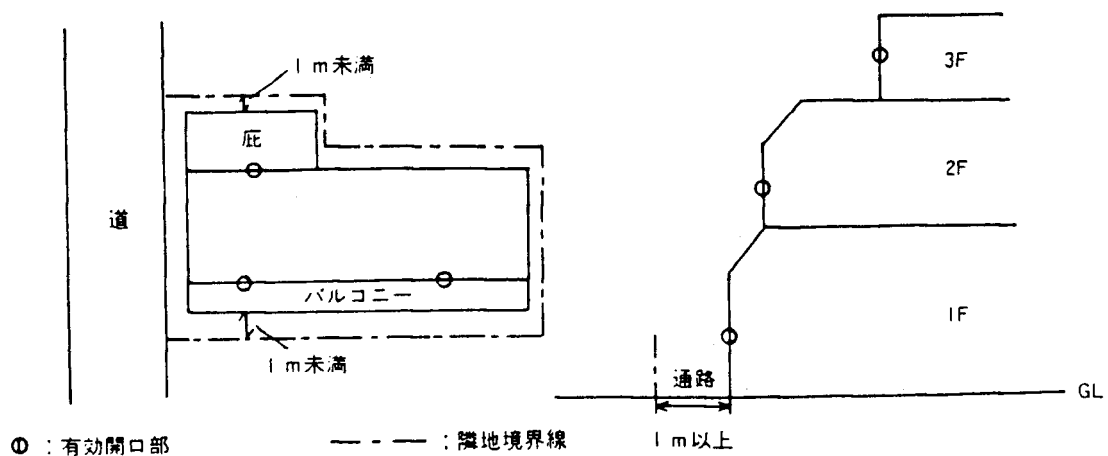 1m未満
庇
道
バルコニー
1m未満
3F
2F
1F
通路
GL
1m以上
:有効開口部
:隣地境界線